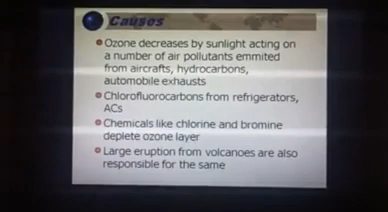 Causes
Ozone decreases by sunlight acting on
a number of air pollutants emmited
from aircrafts, hydrocarbons,
automobile exhausts
Chlorofluorocarbons from refrigerators,
ACs
Chemicals like chlorine and bromine
deplete ozone layer
Large eruption from volcanoes are also
responsible for the same